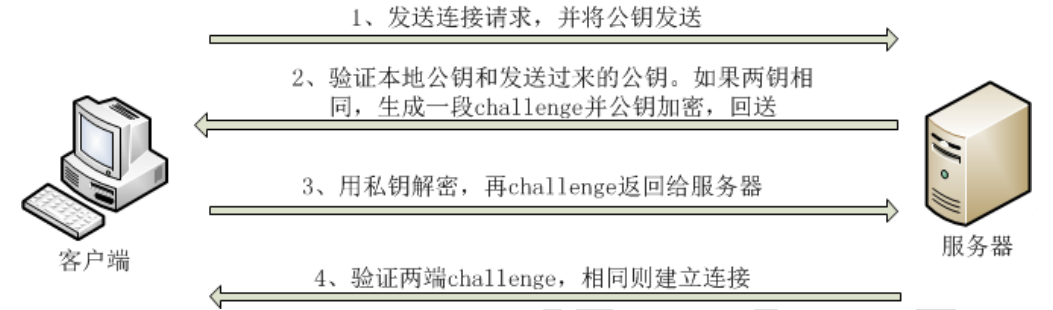 1、发送连接请求，并将公钥发送
2、验证本地公钥和发送过来的公钥。如果两钥相
同，生成一段challenge并公钥加密，回送
3、用私钥解密，再challenge返回给服务器
客户端
服务器
4、验证两端challenge，相同则建立连接